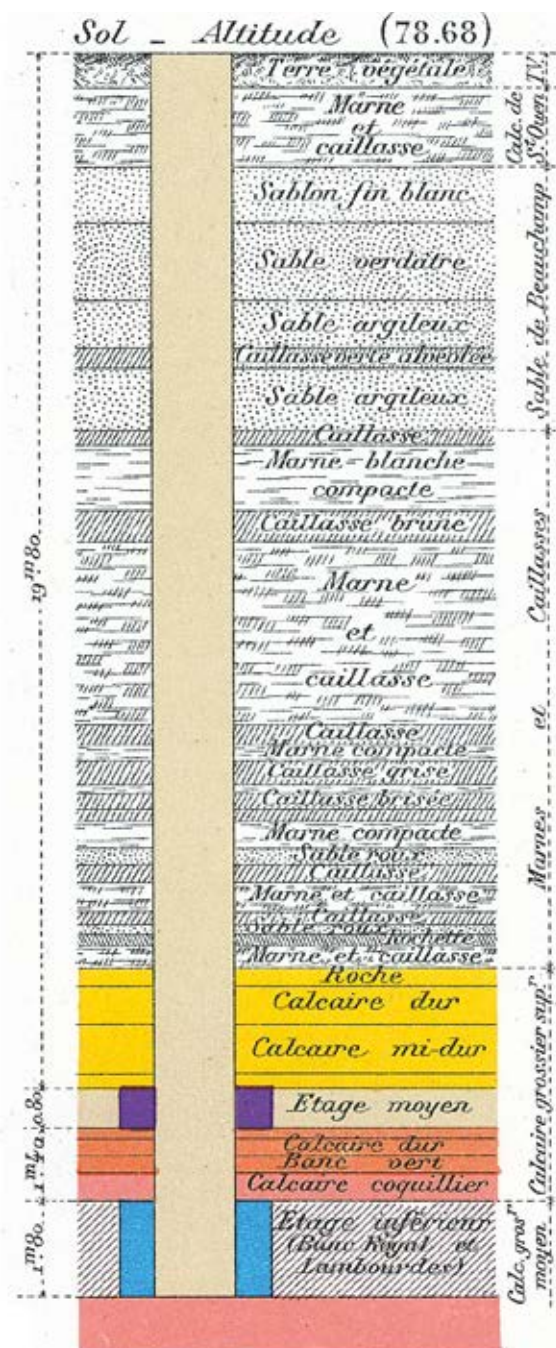 Sol - Altitude (78.68)
Terre végétale
Marne
et
caillasse
Sablon fin blanc
Sable verdâtre
Sable argileux
Caillasse verte alvéolée
Sable argileux
Caillasse
Marne-blanche
compacte
Caillasse brune
Marne
et
caillasse
Caillasse
Marne compacte
Caillasse grise
Caillasse brisée
Marne compacte
Sable roux
Caillasse
Marne et caillasse
Caillasse
Sable roux
Rochette
Marne et caillasse
Roche
Calcaire dur
Calcaire mi-dur
Etage moyen
Calcaire dur
Banc vert
Calcaire coquillier
Etage inférieur
(Banc Royal et
Lambourdes)
T.V.
Calc. de
St Ouen
Sable de Beauchamp
Marnes et Caillasses
Calcaire grossier supr
Calc. grosr
moyen
19m80
1m80